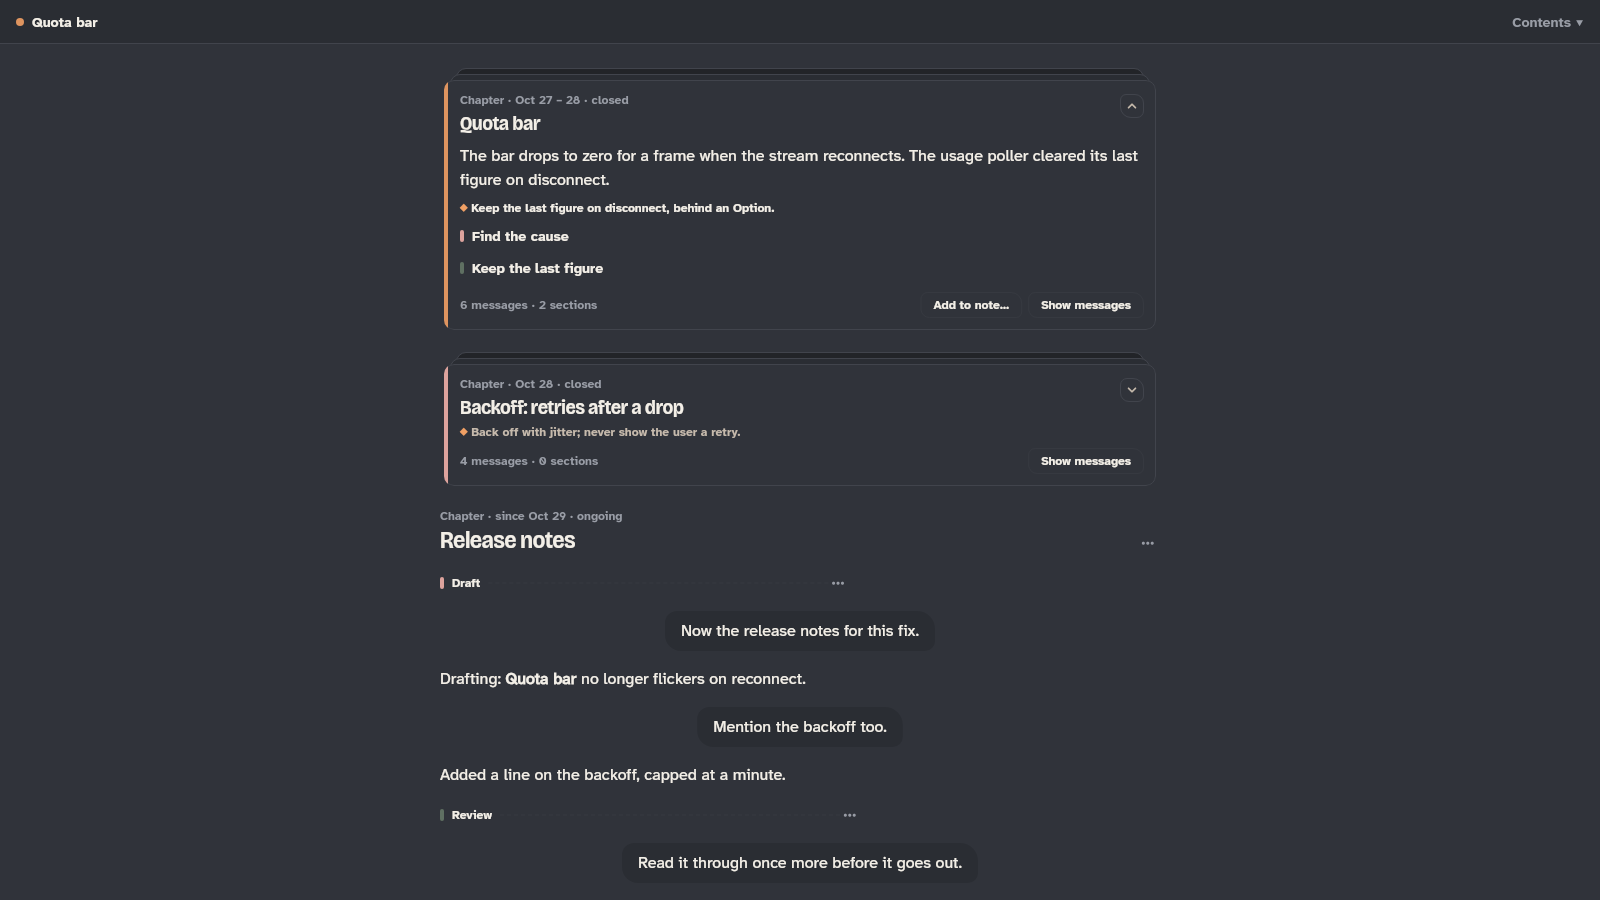 Quota bar
Contents ▾
Chapter · Oct 27 – 28 · closed
Quota bar
The bar drops to zero for a frame when the stream reconnects. The usage poller cleared its last
figure on disconnect.
◆ Keep the last figure on disconnect, behind an Option.
Find the cause
Keep the last figure
6 messages · 2 sections
Add to note…
Show messages
Chapter · Oct 28 · closed
Backoff: retries after a drop
◆ Back off with jitter; never show the user a retry.
4 messages · 0 sections
Show messages
Chapter · since Oct 29 · ongoing
Release notes
Draft
Now the release notes for this fix.
Drafting: Quota bar no longer flickers on reconnect.
Mention the backoff too.
Added a line on the backoff, capped at a minute.
Review
Read it through once more before it goes out.